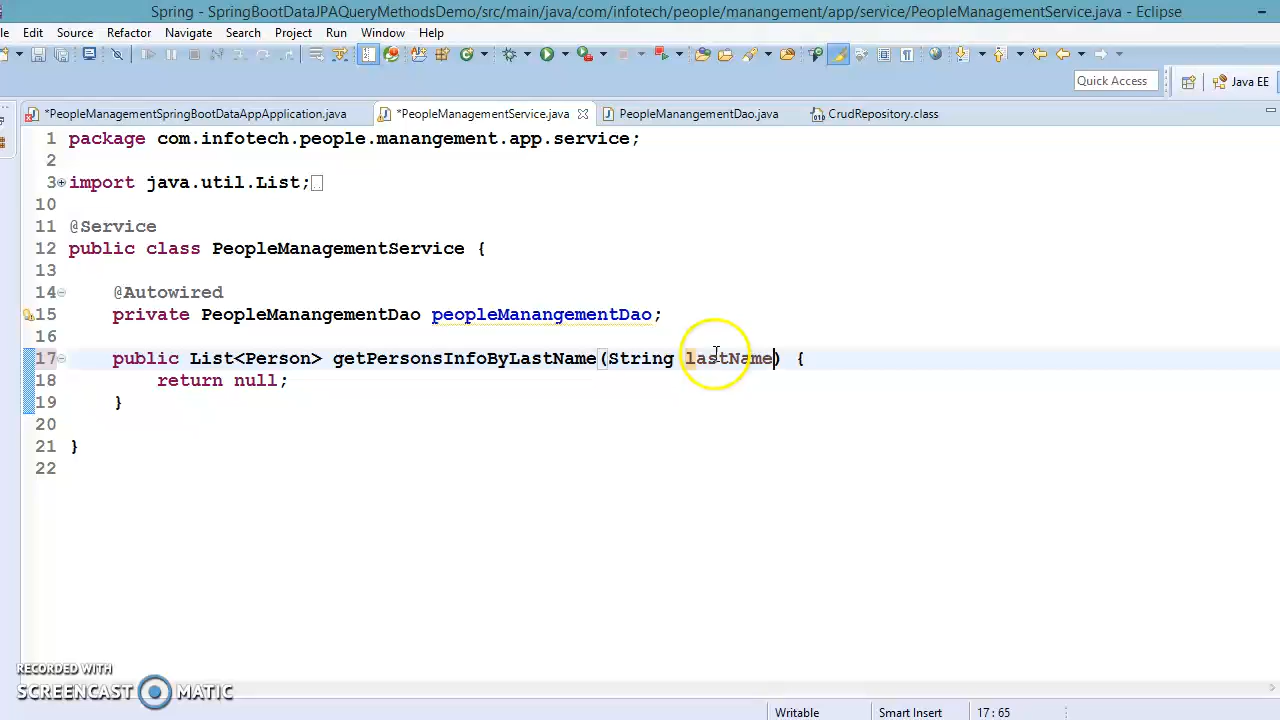 Spring - SpringBootDataJPAQueryMethodsDemo/src/main/java/com/infotech/people/manangement/app/service/PeopleManagementService.java - Eclipse
Edit Source Refactor Navigate Search Project Run Window Help
Quick Access
Java EE
*PeopleManagementSpringBootDataAppApplication.java
*PeopleManagementService.java
PeopleManangementDao.java
CrudRepository.class
1 package com.infotech.people.manangement.app.service;
2
3 import java.util.List;
10
11 @Service
12 public class PeopleManagementService {
13
14 @Autowired
15 private PeopleManangementDao peopleManangementDao;
16
17 public List<Person> getPersonsInfoByLastName(String lastName) {
18 return null;
19 }
20
21 }
22
RECORDED WITH
SCREENCAST MATIC
Writable Smart Insert 17 : 65